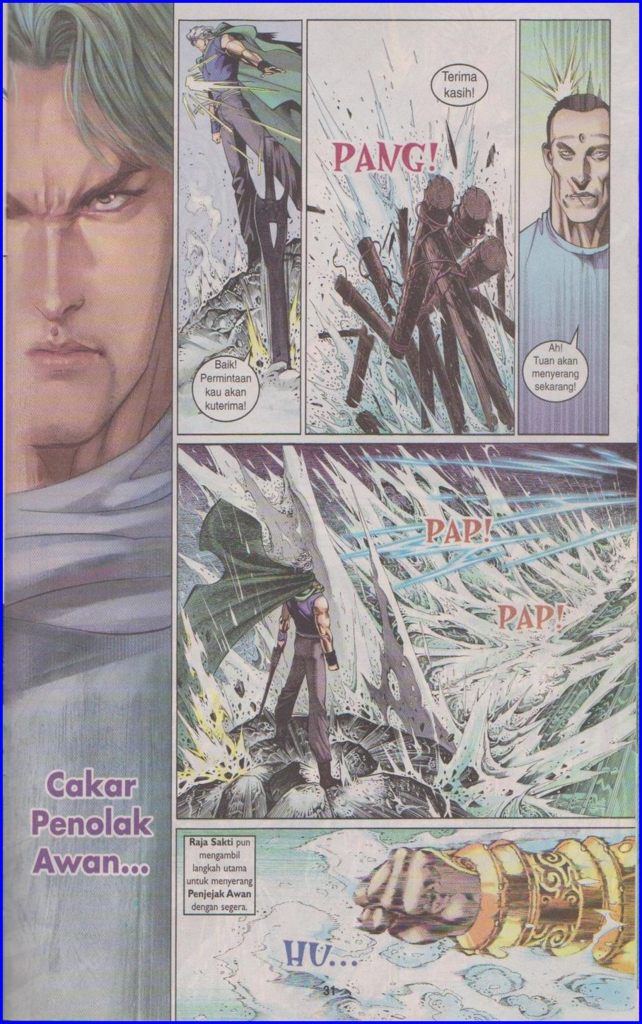 Cakar
Penolak
Awan...
Baik!
Permintaan
kau akan
kuterima!
PANG!
Terima
kasih!
Ah!
Tuan akan
menyerang
sekarang!
PAP!
PAP!
Raja Sakti pun
mengambil
langkah utama
untuk menyerang
Penjejak Awan
dengan segera.
HU...
31